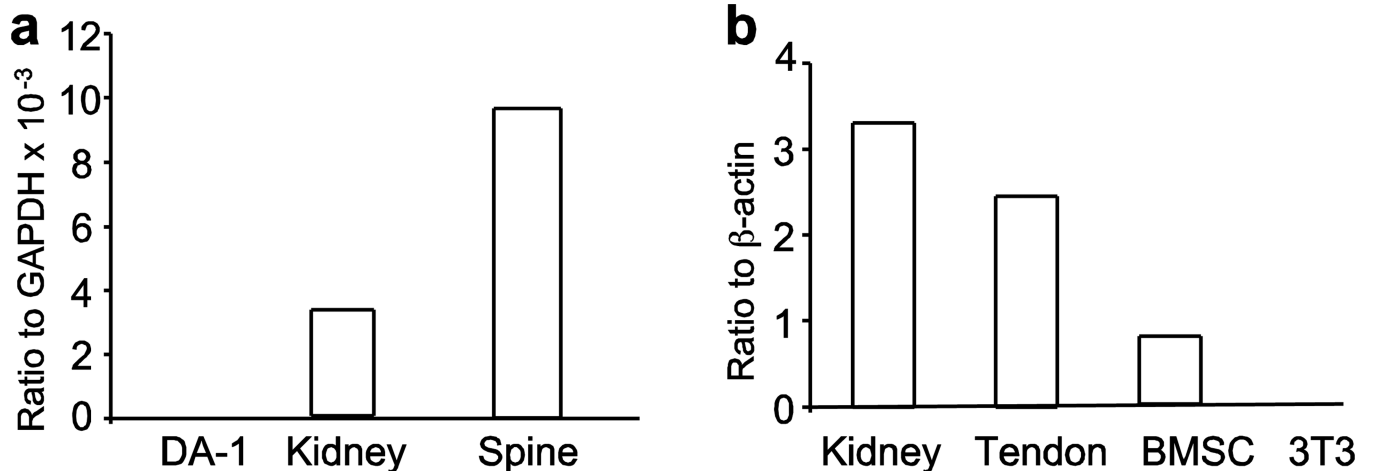 a
Ratio to GAPDH x 10⁻³
12
10
8
6
4
2
0
DA-1 Kidney Spine
b
Ratio to β-actin
4
3
2
1
0
Kidney Tendon BMSC 3T3